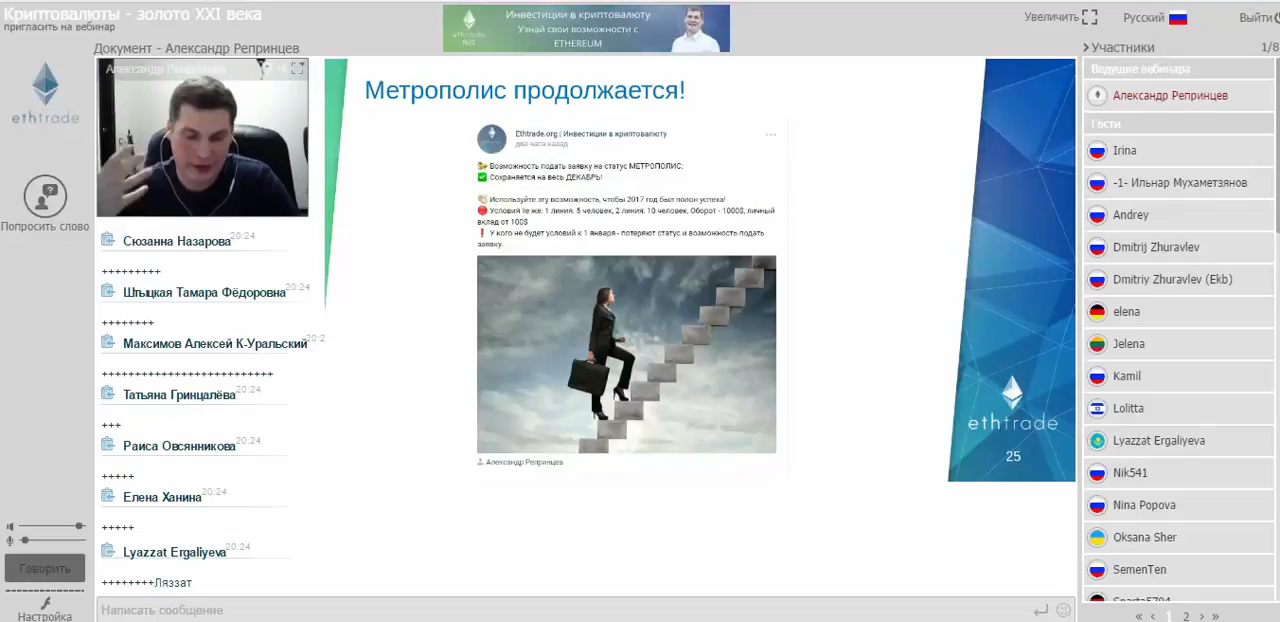 Криптовалюты - золото XXI века
пригласить на вебинар
Инвестиции в криптовалюту
Узнай свои возможности с
ETHEREUM
ethtrade
Увеличить
Русский
Выйти
Документ - Александр Репринцев
Участники 1/8
ethtrade
Попросить слово
Александр Репринцев
Сюзанна Назарова 20:24
+++++++++
Штыцкая Тамара Фёдоровна 20:24
++++++++
Максимов Алексей К-Уральский 20:2
+++++++++++++++++++++++++
Татьяна Гринцалёва 20:24
+++
Раиса Овсянникова 20:24
+++++
Елена Ханина 20:24
+++++
Lyazzat Ergaliyeva 20:24
++++++++Ляззат
Написать сообщение
Говорить
Настройка
Метрополис продолжается!
Ethtrade.org | Инвестиции в криптовалюту
два часа назад
Возможность подать заявку на статус МЕТРОПОЛИС:
Сохраняется на весь ДЕКАБРЬ!
Используйте эту возможность, чтобы 2017 год был полон успеха!
Условия те же: 1 линия: 5 человек, 2 линия: 10 человек, Оборот - 1000$, личный
вклад от 100$
У кого не будет условий к 1 января - потеряют статус и возможность подать
заявку.
Александр Репринцев
ethtrade
25
Ведущие вебинара
Александр Репринцев
Гости
Irina
-1- Ильнар Мухаметзянов
Andrey
Dmitrij Zhuravlev
Dmitriy Zhuravlev (Ekb)
elena
Jelena
Kamil
Lolitta
Lyazzat Ergaliyeva
Nik541
Nina Popova
Oksana Sher
SemenTen
« ‹ 1 2 › »